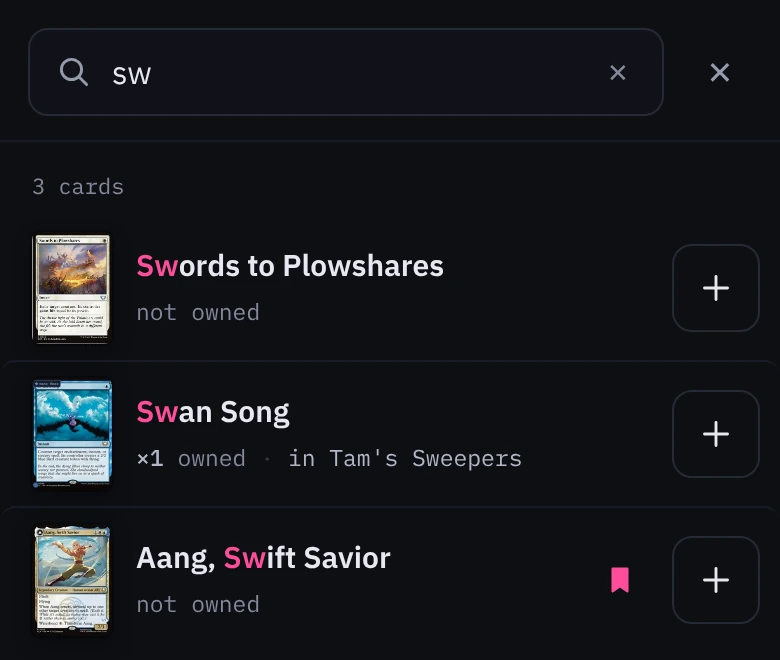 sw
3 cards
Swords to Plowshares
not owned
Swan Song
×1 owned · in Tam's Sweepers
Aang, Swift Savior
not owned